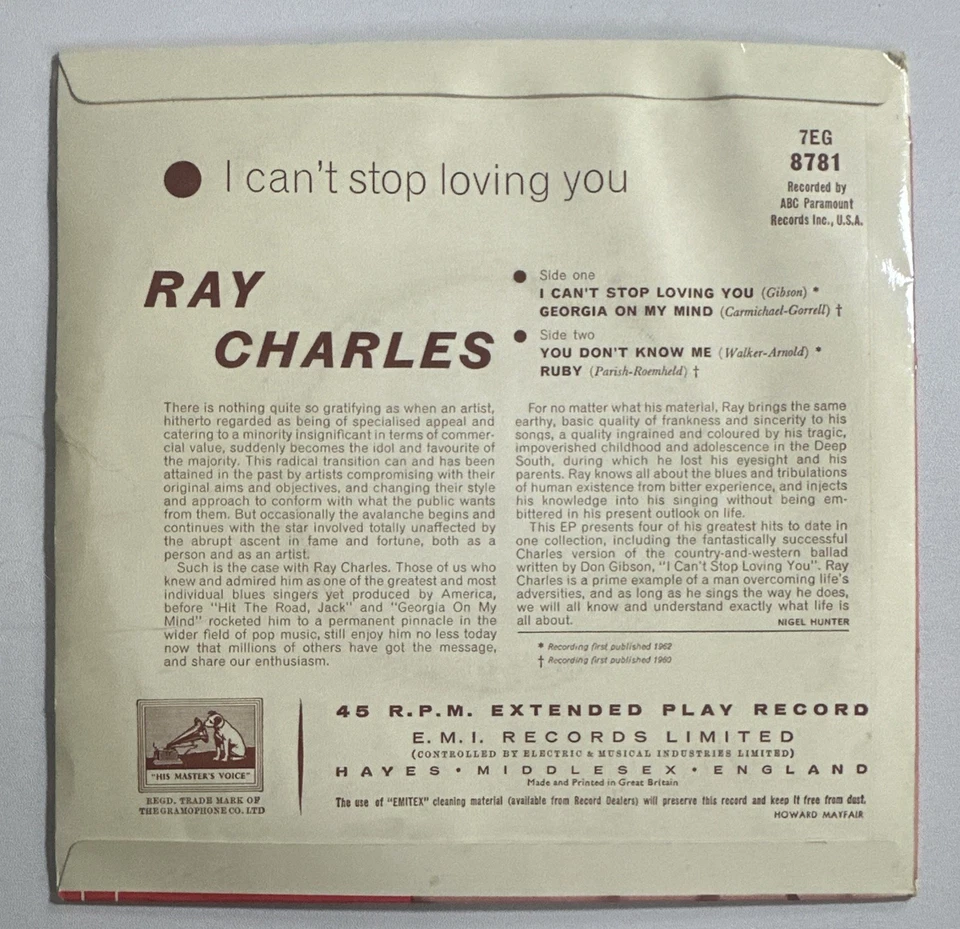 I can't stop loving you
7EG
8781
Recorded by
ABC Paramount
Records Inc., U.S.A.
RAY
CHARLES
Side one
I CAN'T STOP LOVING YOU (Gibson) *
GEORGIA ON MY MIND (Carmichael-Gorrell) †
Side two
YOU DON'T KNOW ME (Walker-Arnold) *
RUBY (Parish-Roemheld) †
There is nothing quite so gratifying as when an artist,
hitherto regarded as being of specialised appeal and
catering to a minority insignificant in terms of commer-
cial value, suddenly becomes the idol and favourite of
the majority. This radical transition can and has been
attained in the past by artists compromising with their
original aims and objectives, and changing their style
and approach to conform with what the public wants
from them. But occasionally the avalanche begins and
continues with the star involved totally unaffected by
the abrupt ascent in fame and fortune, both as a
person and as an artist.
Such is the case with Ray Charles. Those of us who
knew and admired him as one of the greatest and most
individual blues singers yet produced by America,
before "Hit The Road, Jack" and "Georgia On My
Mind" rocketed him to a permanent pinnacle in the
wider field of pop music, still enjoy him no less today
now that millions of others have got the message,
and share our enthusiasm.
For no matter what his material, Ray brings the same
earthy, basic quality of frankness and sincerity to his
songs, a quality ingrained and coloured by his tragic,
impoverished childhood and adolescence in the Deep
South, during which he lost his eyesight and his
parents. Ray knows all about the blues and tribulations
of human existence from bitter experience, and injects
his knowledge into his singing without being em-
bittered in his present outlook on life.
This EP presents four of his greatest hits to date in
one collection, including the fantastically successful
Charles version of the country-and-western ballad
written by Don Gibson, "I Can't Stop Loving You". Ray
Charles is a prime example of a man overcoming life's
adversities, and as long as he sings the way he does,
we will all know and understand exactly what life is
all about. NIGEL HUNTER
* Recording first published 1962
† Recording first published 1960
"HIS MASTER'S VOICE"
REGD. TRADE MARK OF
THE GRAMOPHONE CO. LTD
45 R.P.M. EXTENDED PLAY RECORD
E.M.I. RECORDS LIMITED
(CONTROLLED BY ELECTRIC & MUSICAL INDUSTRIES LIMITED)
HAYES • MIDDLESEX • ENGLAND
Made and Printed in Great Britain
The use of "EMITEX" cleaning material (available from Record Dealers) will preserve this record and keep it free from dust.
HOWARD MAYFAIR